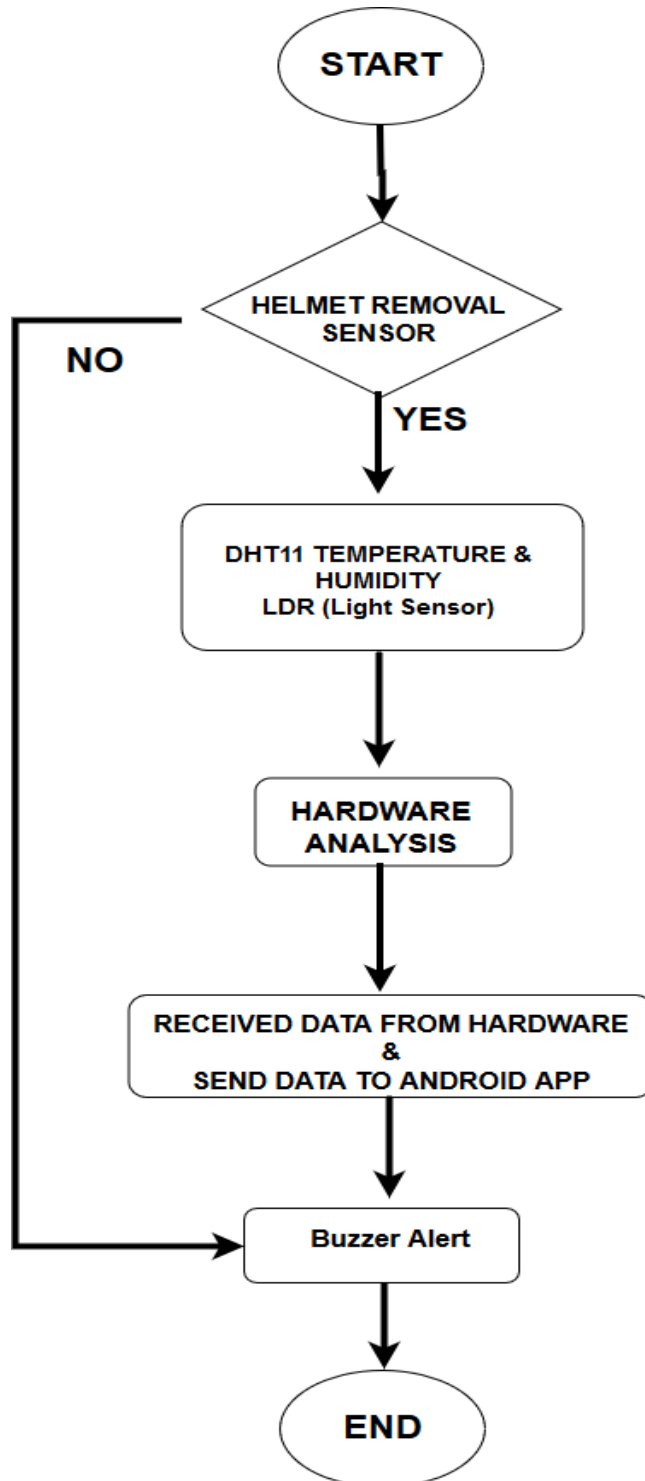 START
HELMET REMOVAL
SENSOR
NO
YES
DHT11 TEMPERATURE &
HUMIDITY
LDR (Light Sensor)
HARDWARE
ANALYSIS
RECEIVED DATA FROM HARDWARE
&
SEND DATA TO ANDROID APP
Buzzer Alert
END